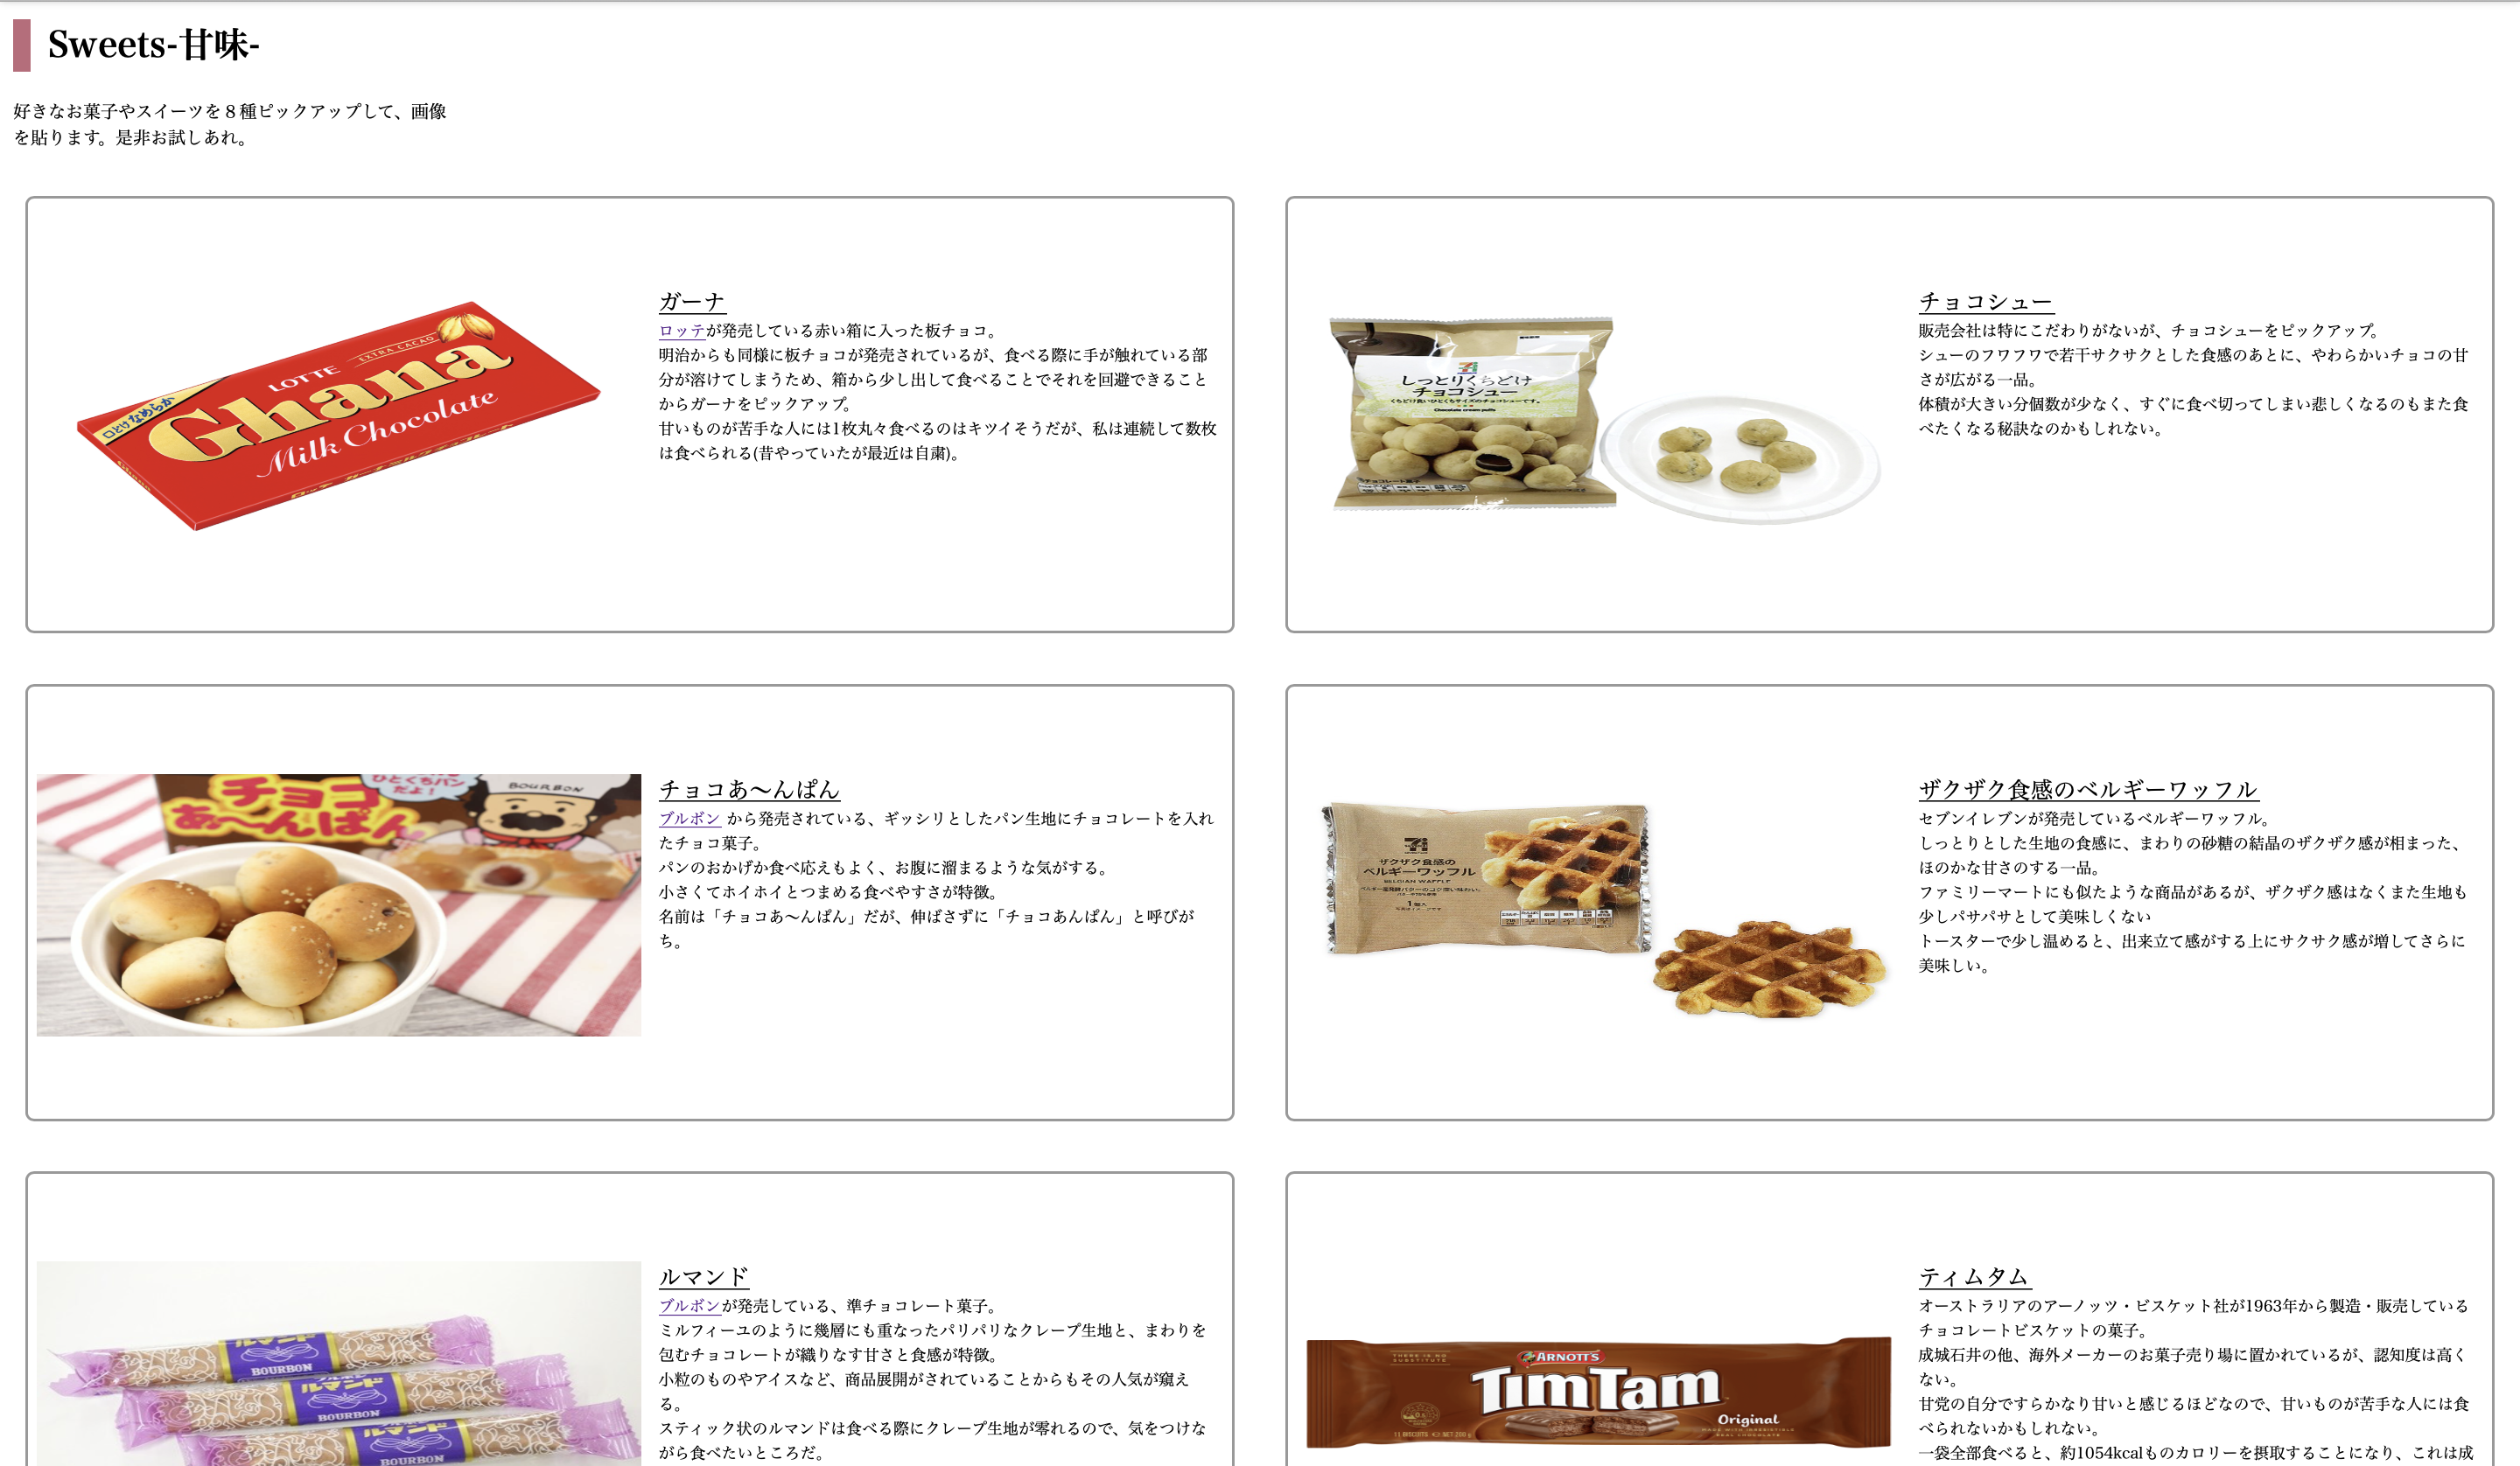 Sweets-甘味-
好きなお菓子やスイーツを８種ピックアップして、画像
を貼ります。是非お試しあれ。
口どけなめらか
LOTTE
EXTRA CACAO
Ghana
Milk Chocolate
ガーナ
ロッテが発売している赤い箱に入った板チョコ。
明治からも同様に板チョコが発売されているが、食べる際に手が触れている部
分が溶けてしまうため、箱から少し出して食べることでそれを回避できること
からガーナをピックアップ。
甘いものが苦手な人には1枚丸々食べるのはキツイそうだが、私は連続して数枚
は食べられる(昔やっていたが最近は自粛)。
しっとりくちどけ
チョコシュー
くちどけ良いひとくちサイズのチョコシューです。
Chocolate cream puffs
チョコシュー
販売会社は特にこだわりがないが、チョコシューをピックアップ。
シューのフワフワで若干サクサクとした食感のあとに、やわらかいチョコの甘
さが広がる一品。
体積が大きい分個数が少なく、すぐに食べ切ってしまい悲しくなるのもまた食
べたくなる秘訣なのかもしれない。
ひとくちパン
だよ！
BOURBON
チョコ
あ〜んぱん
チョコあ〜んぱん
ブルボン から発売されている、ギッシリとしたパン生地にチョコレートを入れ
たチョコ菓子。
パンのおかげか食べ応えもよく、お腹に溜まるような気がする。
小さくてホイホイとつまめる食べやすさが特徴。
名前は「チョコあ〜んぱん」だが、伸ばさずに「チョコあんぱん」と呼びが
ち。
ザクザク食感の
ベルギーワッフル
BELGIAN WAFFLE
1個入
ザクザク食感のベルギーワッフル
セブンイレブンが発売しているベルギーワッフル。
しっとりとした生地の食感に、まわりの砂糖の結晶のザクザク感が相まった、
ほのかな甘さのする一品。
ファミリーマートにも似たような商品があるが、ザクザク感はなくまた生地も
少しパサパサとして美味しくない
トースターで少し温めると、出来立て感がする上にサクサク感が増してさらに
美味しい。
ルマンド
BOURBON
ルマンド
BOURBON
ルマンド
BOURBON
ルマンド
ブルボンが発売している、準チョコレート菓子。
ミルフィーユのように幾層にも重なったパリパリなクレープ生地と、まわりを
包むチョコレートが織りなす甘さと食感が特徴。
小粒のものやアイスなど、商品展開がされていることからもその人気が窺え
る。
スティック状のルマンドは食べる際にクレープ生地が零れるので、気をつけな
がら食べたいところだ。
THERE IS NO
SUBSTITUTE
ARNOTT'S
TimTam
Original
11 BISCUITS
NET 200 g
ティムタム
オーストラリアのアーノッツ・ビスケット社が1963年から製造・販売している
チョコレートビスケットの菓子。
成城石井の他、海外メーカーのお菓子売り場に置かれているが、認知度は高く
ない。
甘党の自分ですらかなり甘いと感じるほどなので、甘いものが苦手な人には食
べられないかもしれない。
一袋全部食べると、約1054kcalものカロリーを摂取することになり、これは成